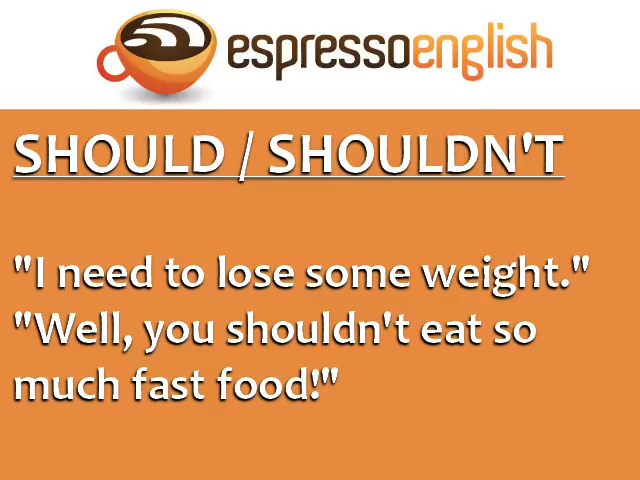 espressoenglish
SHOULD / SHOULDN'T
"I need to lose some weight."
"Well, you shouldn't eat so
much fast food!"